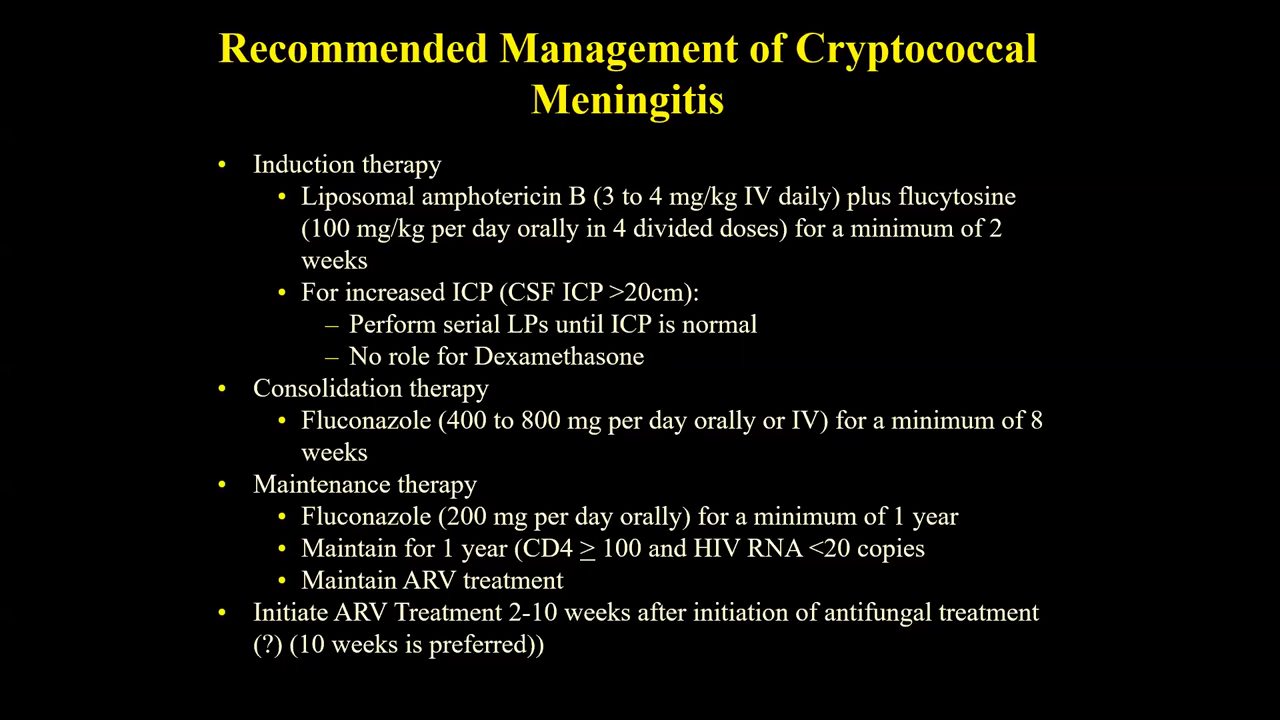 Recommended Management of Cryptococcal
Meningitis
• Induction therapy
• Liposomal amphotericin B (3 to 4 mg/kg IV daily) plus flucytosine
(100 mg/kg per day orally in 4 divided doses) for a minimum of 2
weeks
• For increased ICP (CSF ICP >20cm):
– Perform serial LPs until ICP is normal
– No role for Dexamethasone
• Consolidation therapy
• Fluconazole (400 to 800 mg per day orally or IV) for a minimum of 8
weeks
• Maintenance therapy
• Fluconazole (200 mg per day orally) for a minimum of 1 year
• Maintain for 1 year (CD4 ≥ 100 and HIV RNA <20 copies
• Maintain ARV treatment
• Initiate ARV Treatment 2-10 weeks after initiation of antifungal treatment
(?) (10 weeks is preferred))